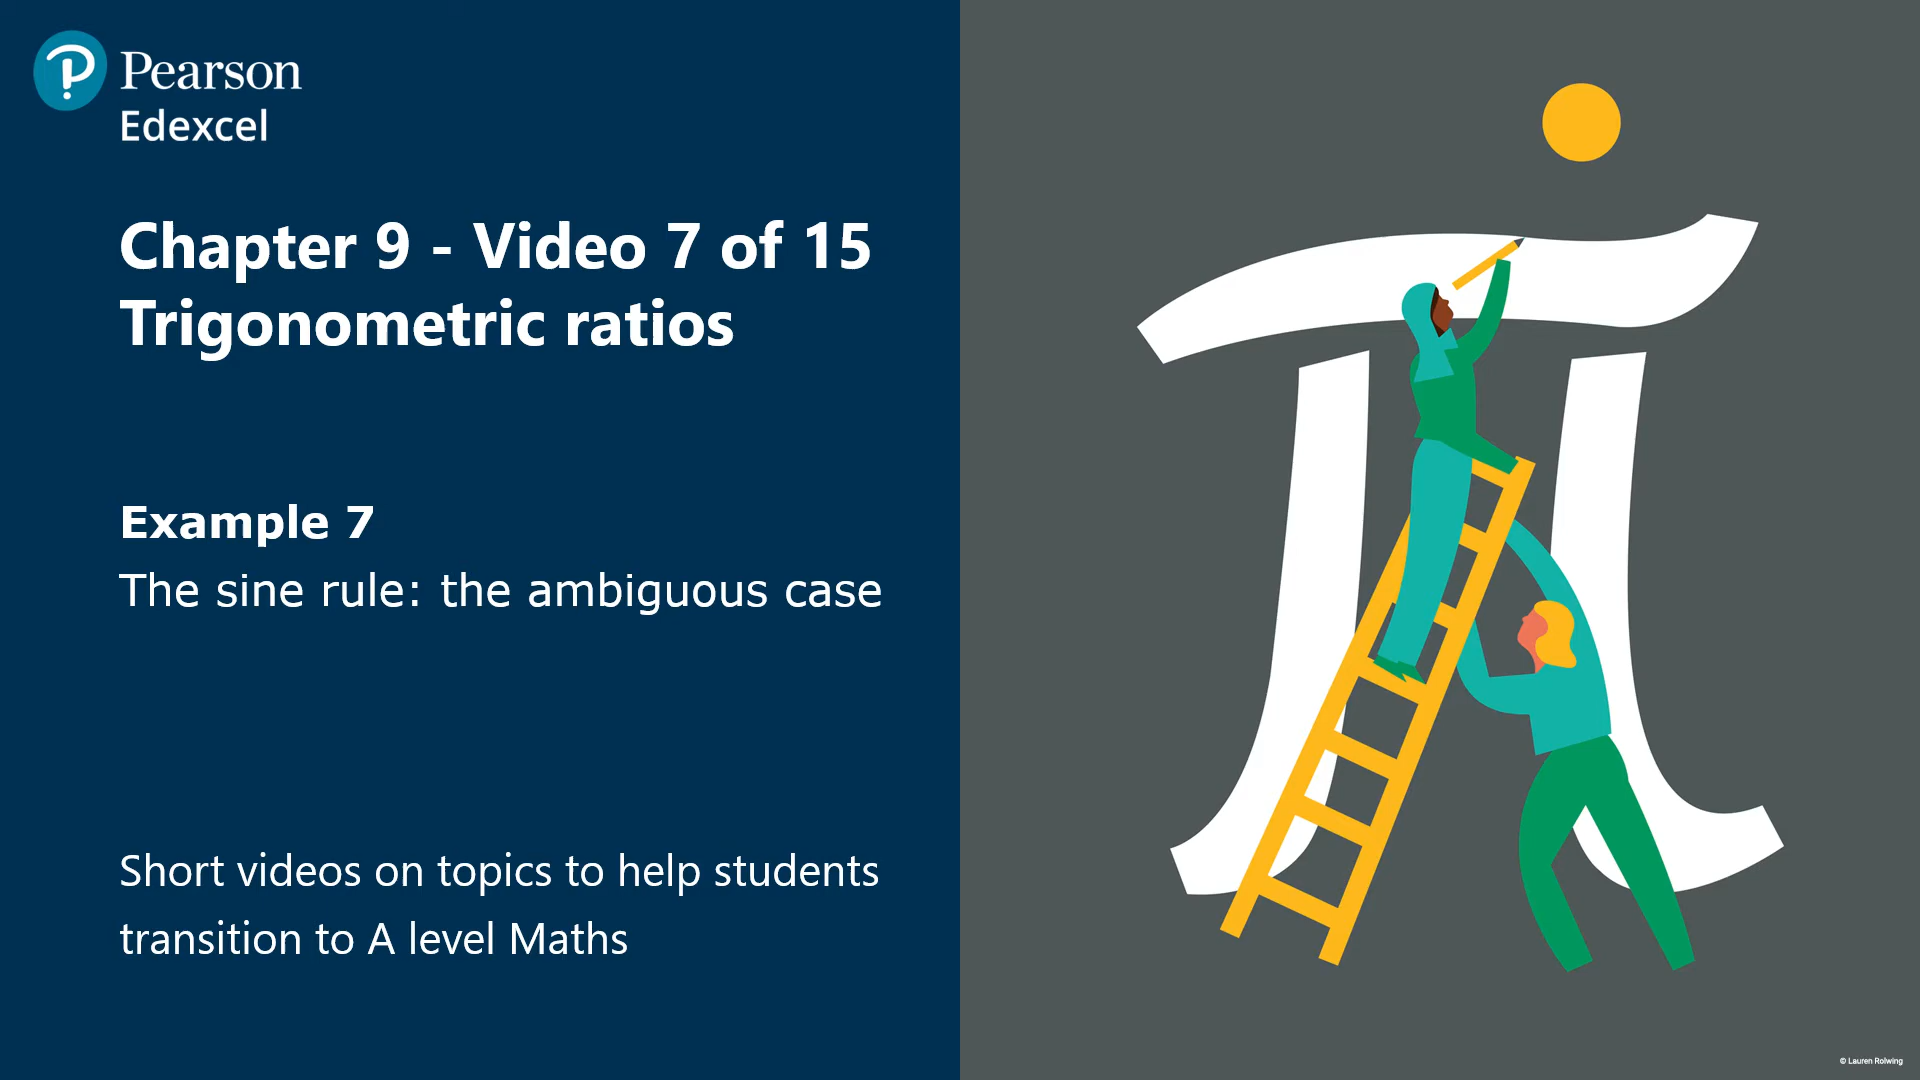 Pearson
Edexcel
Chapter 9 - Video 7 of 15
Trigonometric ratios
Example 7
The sine rule: the ambiguous case
Short videos on topics to help students
transition to A level Maths
© Lauren Rolwing